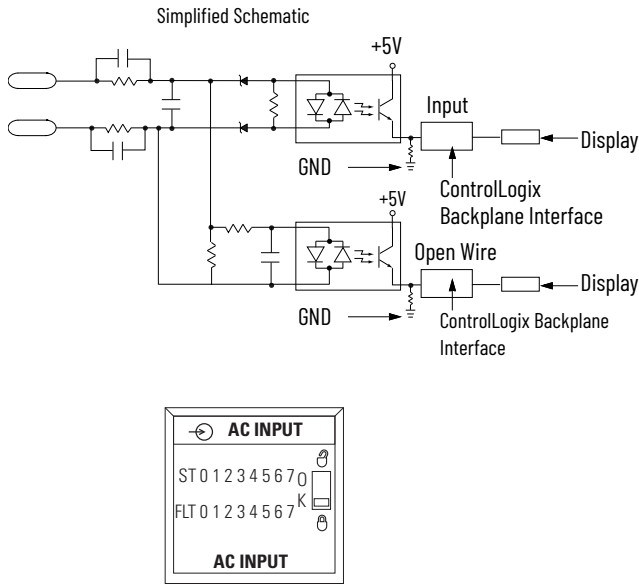 Simplified Schematic
+5V
Input
Display
GND
ControlLogix
Backplane Interface
+5V
Open Wire
Display
GND
ControlLogix Backplane
Interface
AC INPUT
ST 0 1 2 3 4 5 6 7 O
FLT 0 1 2 3 4 5 6 7 K
AC INPUT